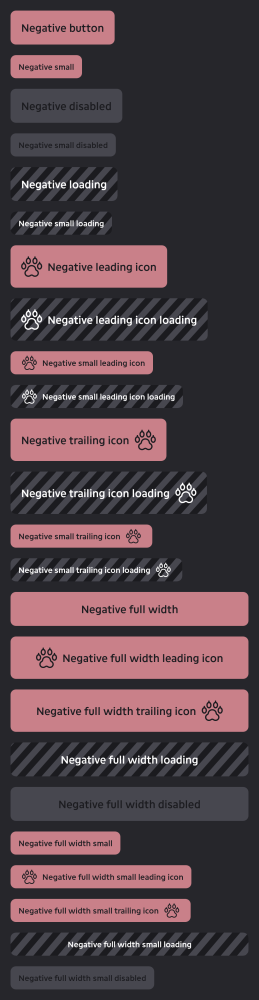 Negative button
Negative small
Negative disabled
Negative small disabled
Negative loading
Negative small loading
Negative leading icon
Negative leading icon loading
Negative small leading icon
Negative small leading icon loading
Negative trailing icon
Negative trailing icon loading
Negative small trailing icon
Negative small trailing icon loading
Negative full width
Negative full width leading icon
Negative full width trailing icon
Negative full width loading
Negative full width disabled
Negative full width small
Negative full width small leading icon
Negative full width small trailing icon
Negative full width small loading
Negative full width small disabled